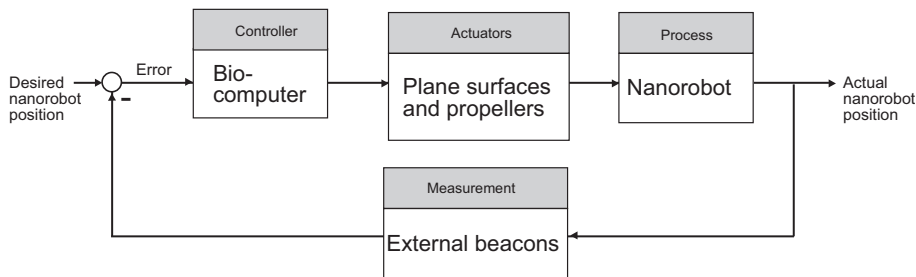 Controller
Actuators
Process
Desired
nanorobot
position
Error
-
Bio-
computer
Plane surfaces
and propellers
Nanorobot
Actual
nanorobot
position
Measurement
External beacons